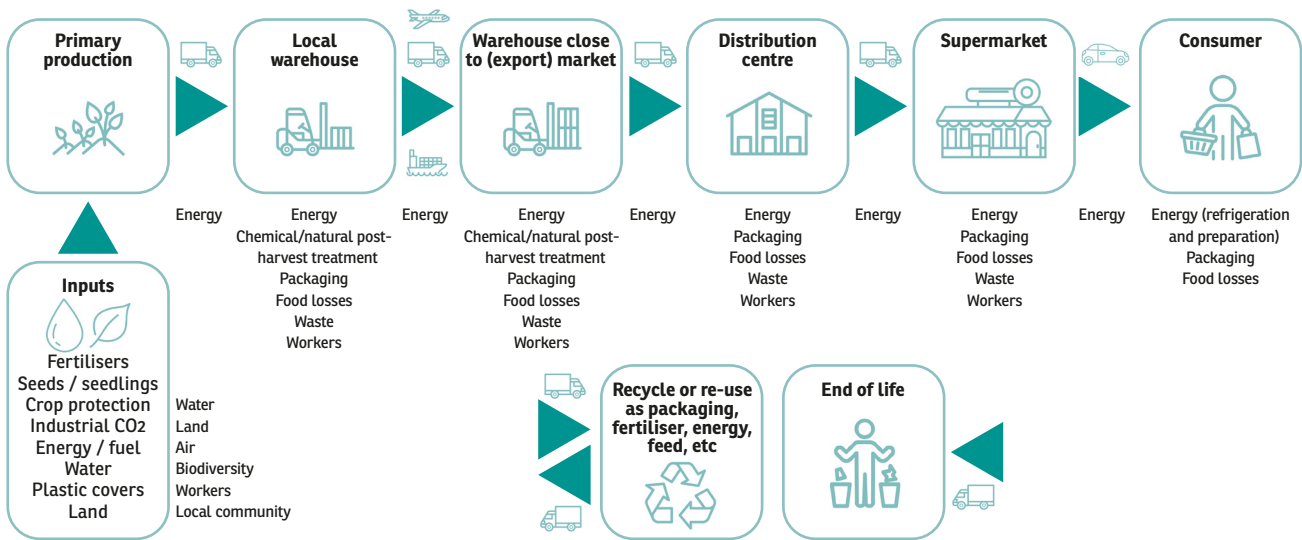 Primary
production
Local
warehouse
Warehouse close
to (export) market
Distribution
centre
Supermarket
Consumer
Energy
Energy
Chemical/natural post-
harvest treatment
Packaging
Food losses
Waste
Workers
Energy
Energy
Chemical/natural post-
harvest treatment
Packaging
Food losses
Waste
Workers
Energy
Energy
Packaging
Food losses
Waste
Workers
Energy
Energy
Packaging
Food losses
Waste
Workers
Energy
Energy (refrigeration
and preparation)
Packaging
Food losses
Inputs
Fertilisers
Seeds / seedlings
Crop protection
Industrial CO2
Energy / fuel
Water
Plastic covers
Land
Water
Land
Air
Biodiversity
Workers
Local community
Recycle or re-use
as packaging,
fertiliser, energy,
feed, etc
End of life